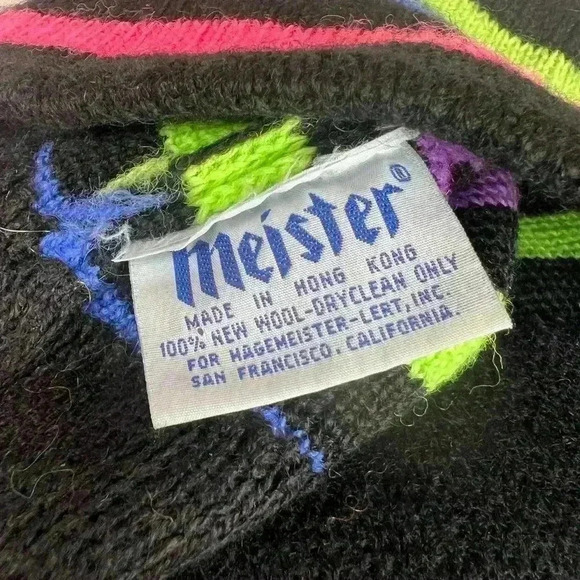 meister®
MADE IN HONG KONG
100% NEW WOOL-DRYCLEAN ONLY
FOR HAGEMEISTER-LERT, INC.
SAN FRANCISCO, CALIFORNIA.